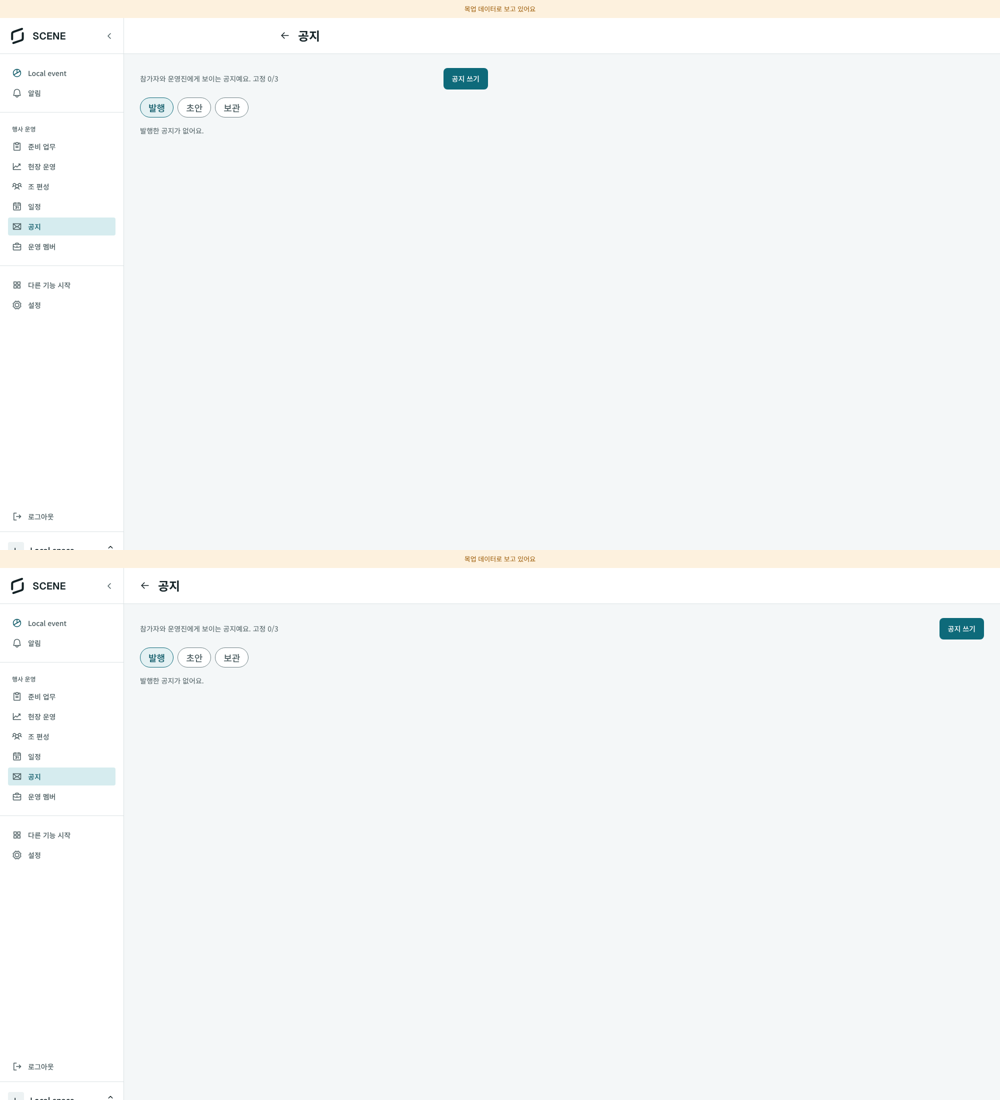 목업 데이터로 보고 있어요
SCENE
공지
Local event
알림
행사 운영
준비 업무
현장 운영
조 편성
일정
공지
운영 멤버
다른 기능 시작
설정
로그아웃
참가자와 운영진에게 보이는 공지예요. 고정 0/3
공지 쓰기
발행 초안 보관
발행한 공지가 없어요.
목업 데이터로 보고 있어요
SCENE
공지
Local event
알림
행사 운영
준비 업무
현장 운영
조 편성
일정
공지
운영 멤버
다른 기능 시작
설정
로그아웃
참가자와 운영진에게 보이는 공지예요. 고정 0/3
공지 쓰기
발행 초안 보관
발행한 공지가 없어요.